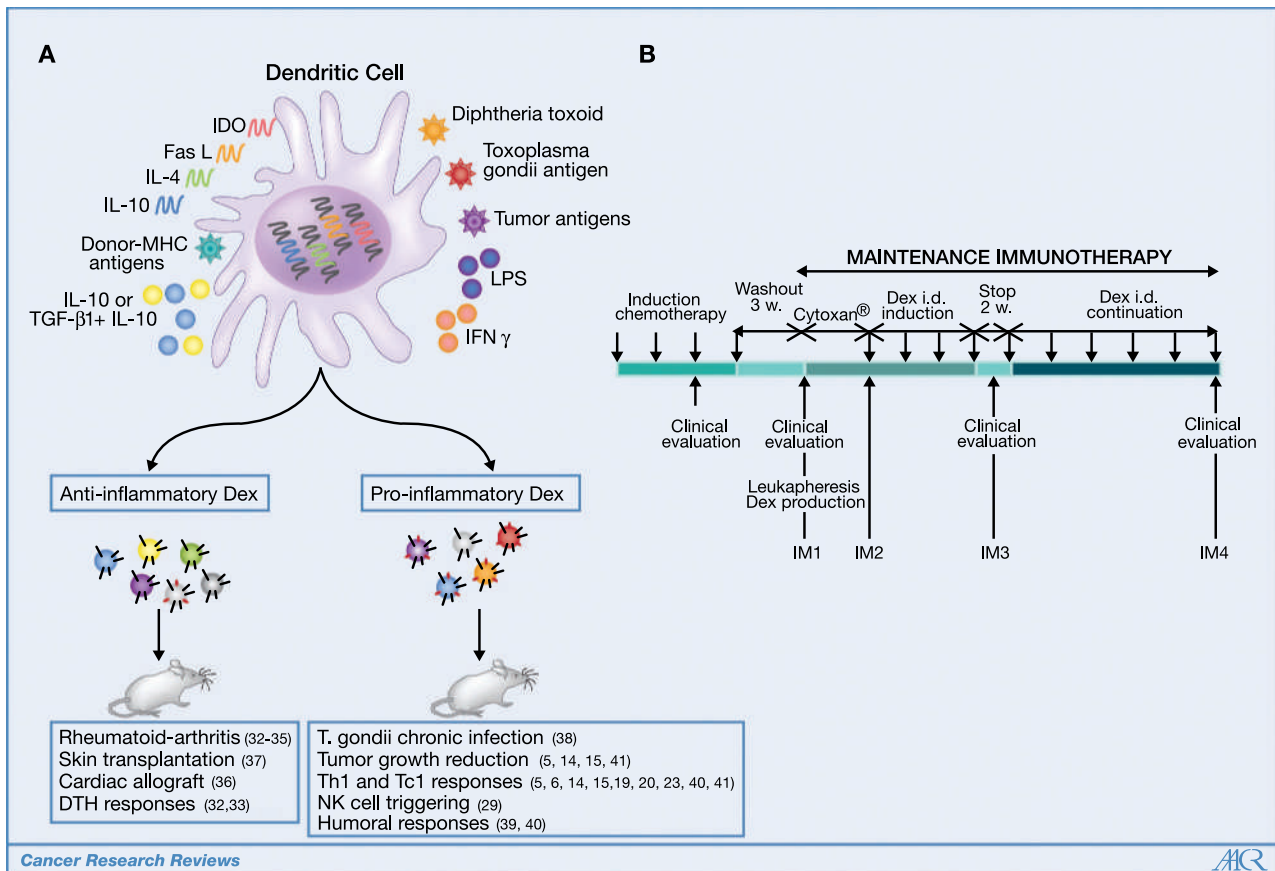 A
Dendritic Cell
IDO
Fas L
IL-4
IL-10
Donor-MHC
antigens
IL-10 or
TGF-β1+ IL-10
Diphtheria toxoid
Toxoplasma
gondii antigen
Tumor antigens
LPS
IFN γ
Anti-inflammatory Dex
Pro-inflammatory Dex
Rheumatoid-arthritis (32-35)
Skin transplantation (37)
Cardiac allograft (36)
DTH responses (32,33)
T. gondii chronic infection (38)
Tumor growth reduction (5, 14, 15, 41)
Th1 and Tc1 responses (5, 6, 14, 15,19, 20, 23, 40, 41)
NK cell triggering (29)
Humoral responses (39, 40)
B
MAINTENANCE IMMUNOTHERAPY
Induction
chemotherapy
Washout
3 w.
Cytoxan®
Dex i.d.
induction
Stop
2 w.
Dex i.d.
continuation
Clinical
evaluation
Clinical
evaluation
Leukapheresis
Dex production
Clinical
evaluation
Clinical
evaluation
IM1
IM2
IM3
IM4
Cancer Research Reviews
AACR